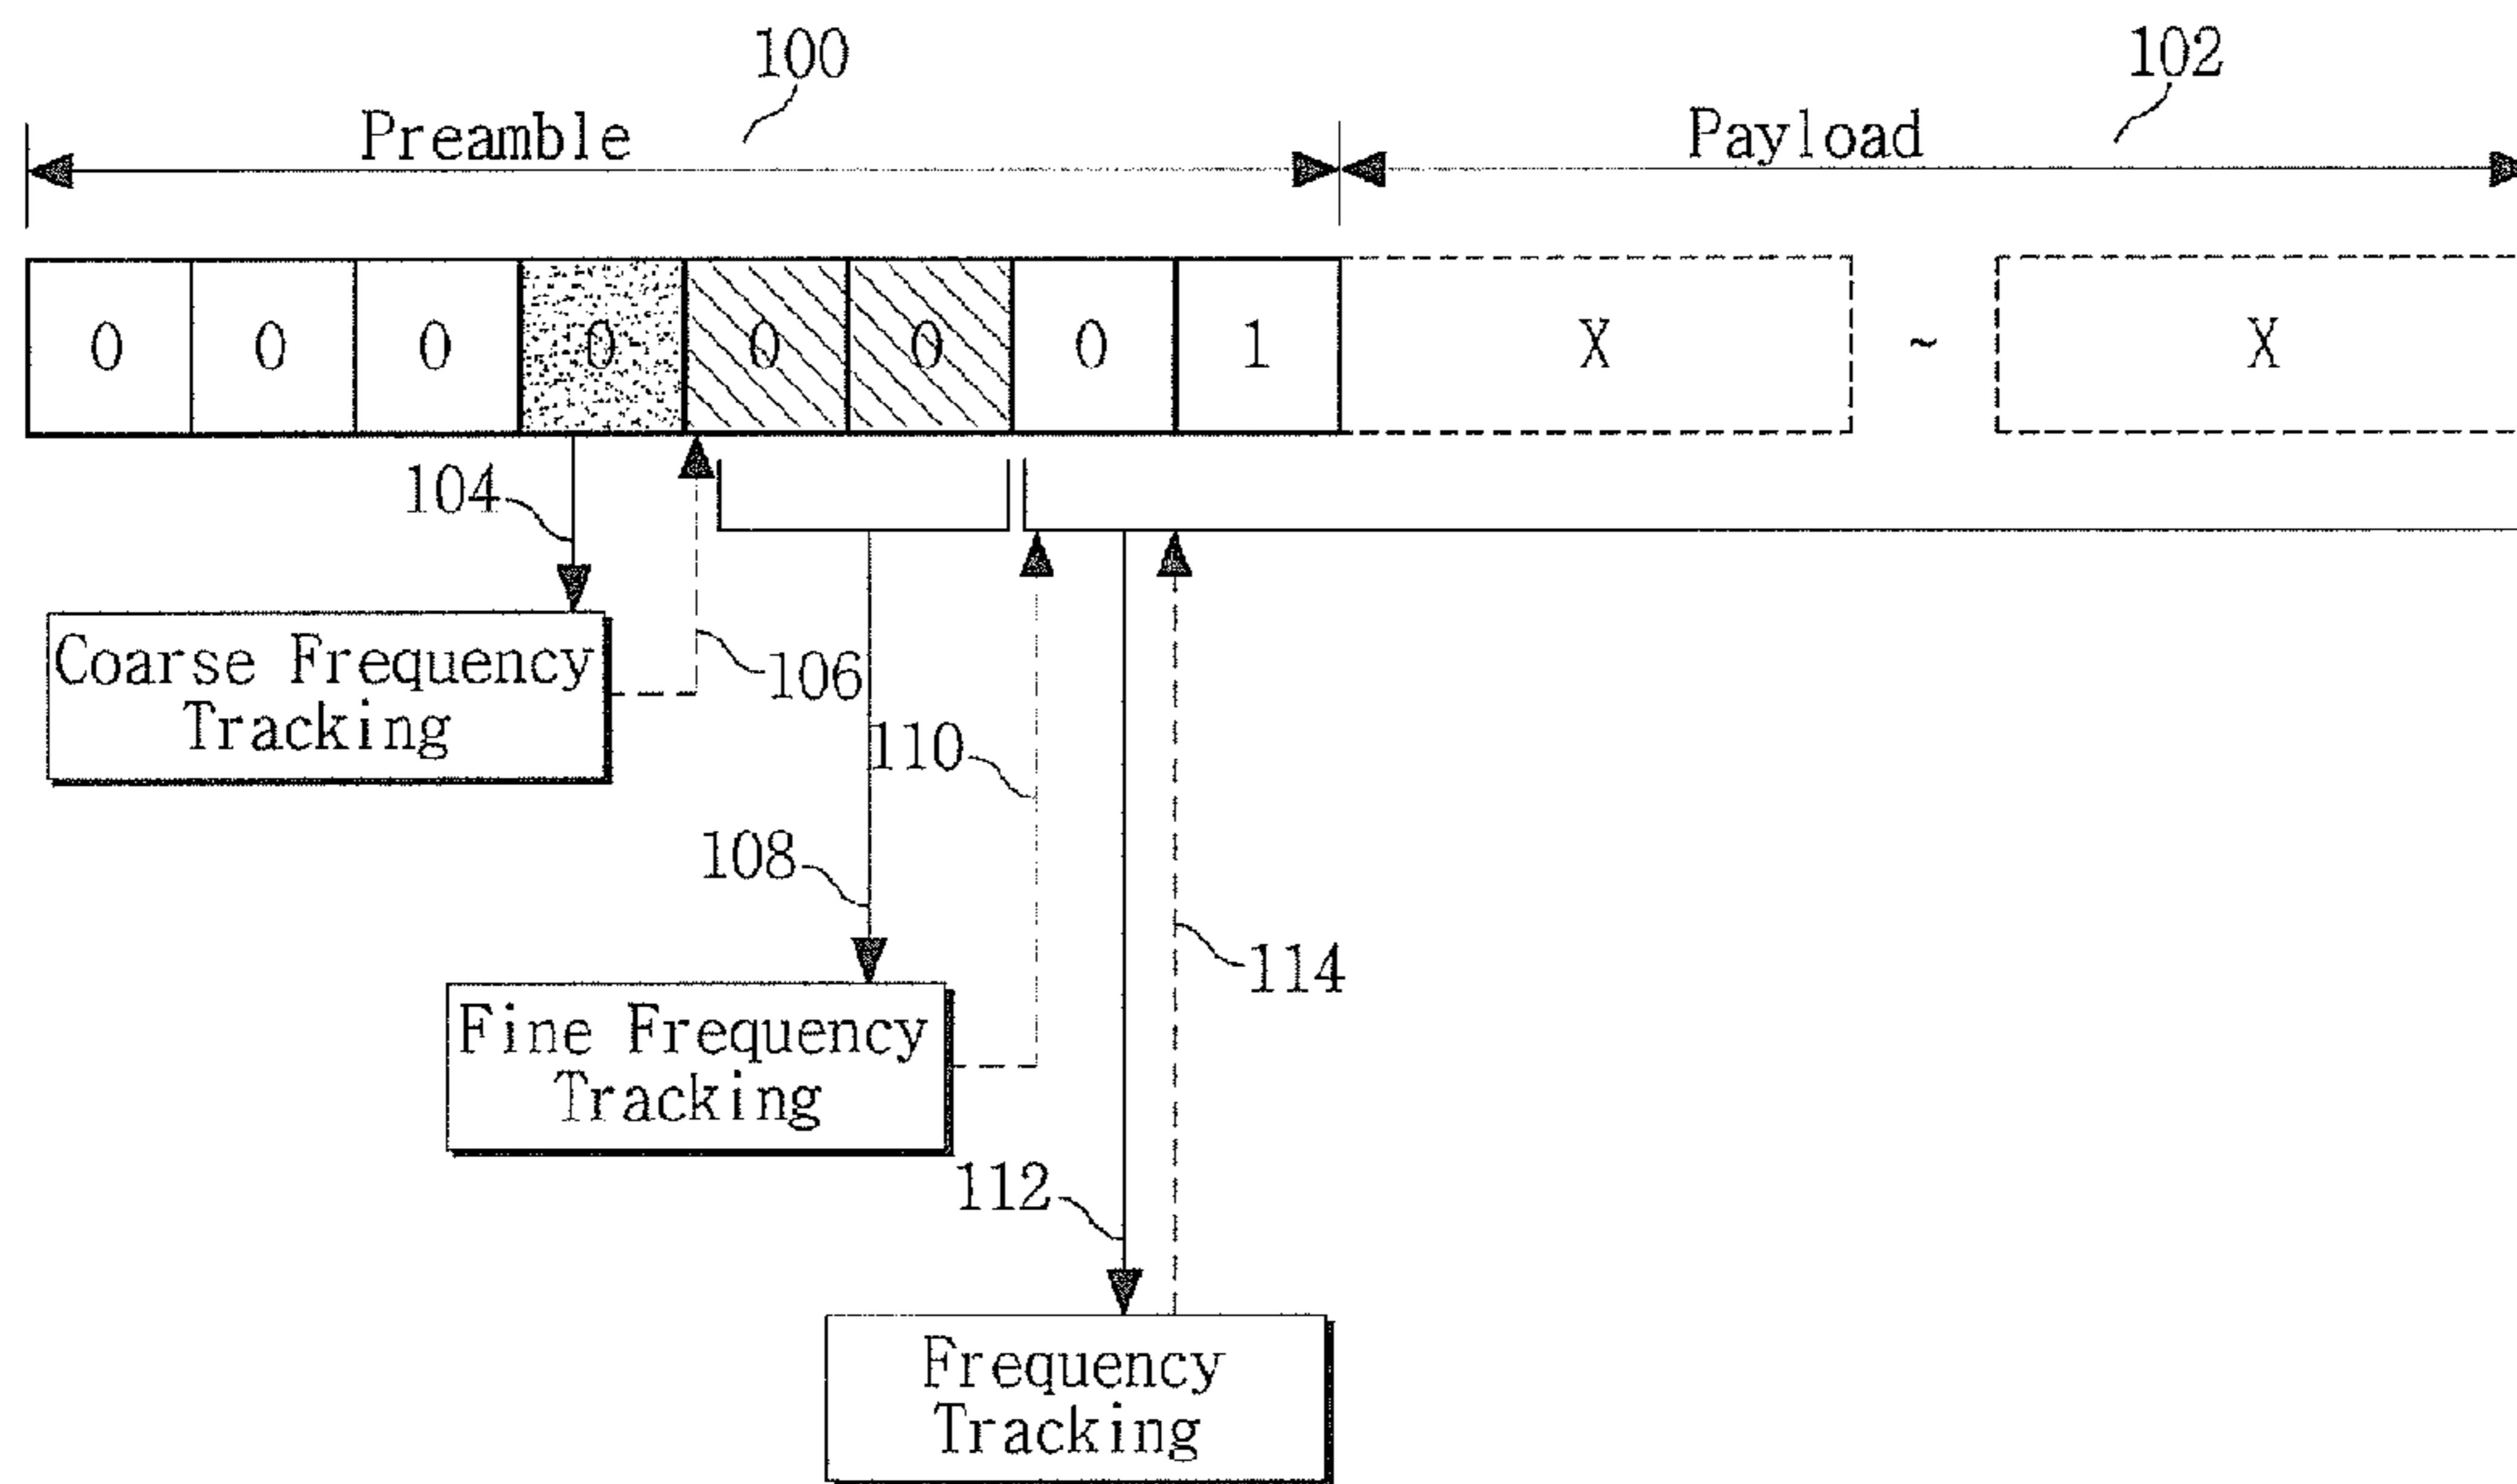 100
102
Preamble
Payload
0 0 0 0 0 0 0 1 X ~ X
104
Coarse Frequency
Tracking
106
110
108
114
Fine Frequency
Tracking
112
Frequency
Tracking